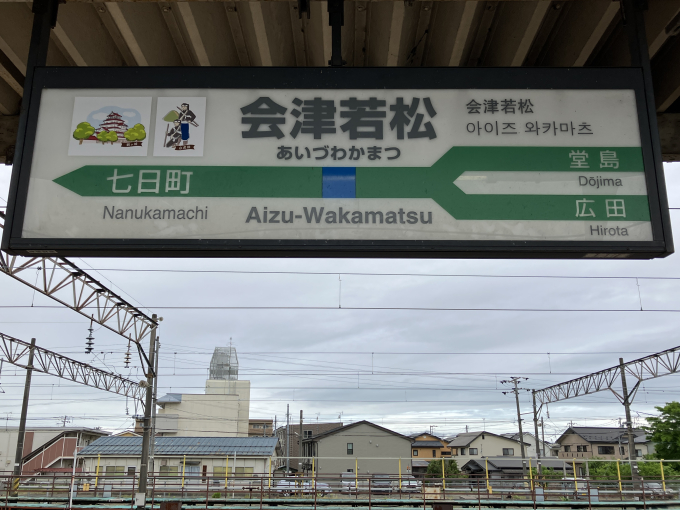 会津若松
あいづわかまつ
会津若松
아이즈 와카마츠
七日町
Nanukamachi
Aizu-Wakamatsu
堂島
Dōjima
広田
Hirota